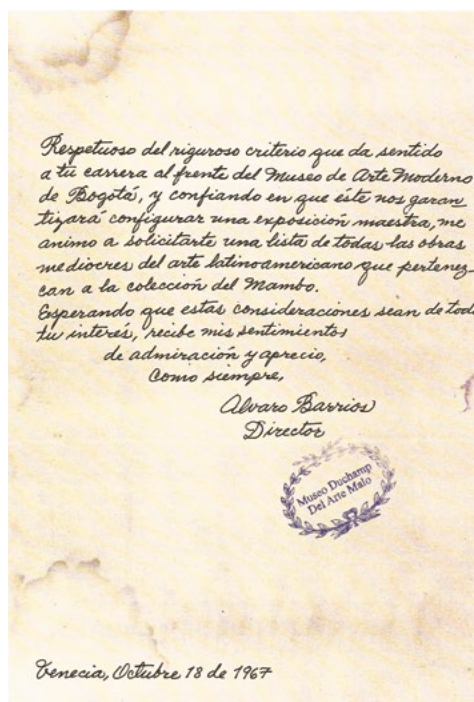 Respetuoso del riguroso criterio que da sentido
a tu carrera al frente del Museo de Arte Moderno
de Bogotá, y confiando en que éste nos garan
tizará configurar una exposición maestra, me
animo a solicitarte una lista de todas las obras
mediocres del arte latinoamericano que pertenez-
can a la colección del Mambo.
Esperando que estas consideraciones sean de todo
tu interés, recibe mis sentimientos
de admiración y aprecio,
Como siempre,
Alvaro Barrios
Director
Museo Duchamp
Del Arte Malo
Venecia, Octubre 18 de 1967